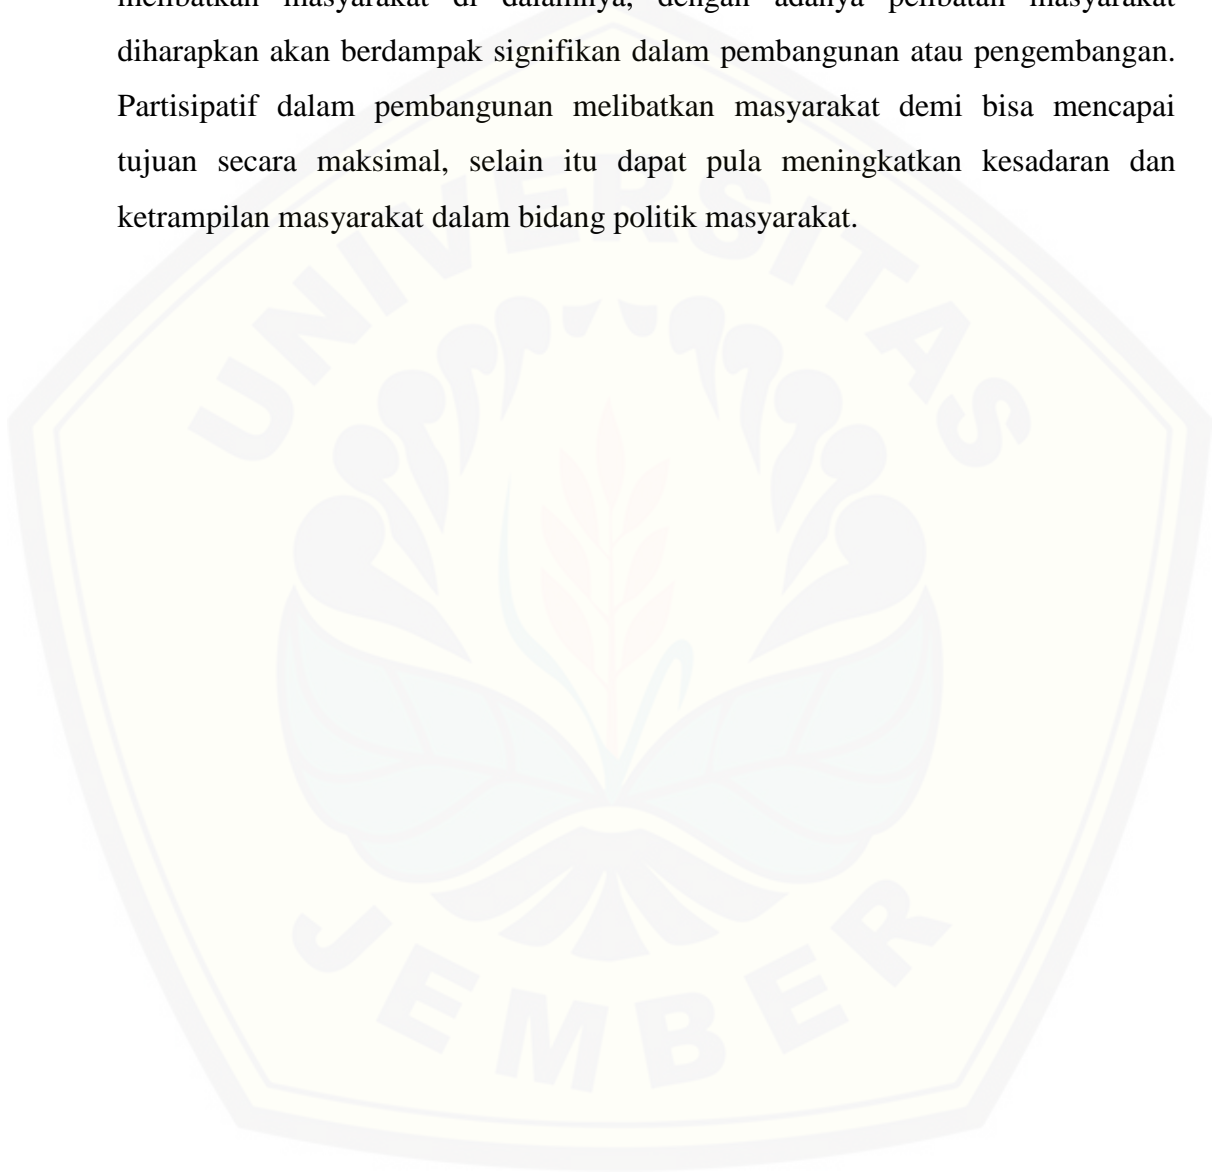 melibatkan masyarakat di dalamnya, dengan adanya pelibatan masyarakat
diharapkan akan berdampak signifikan dalam pembangunan atau pengembangan.
Partisipatif dalam pembangunan melibatkan masyarakat demi bisa mencapai
tujuan secara maksimal, selain itu dapat pula meningkatkan kesadaran dan
ketrampilan masyarakat dalam bidang politik masyarakat.
UNIVERSITAS
JEMBER